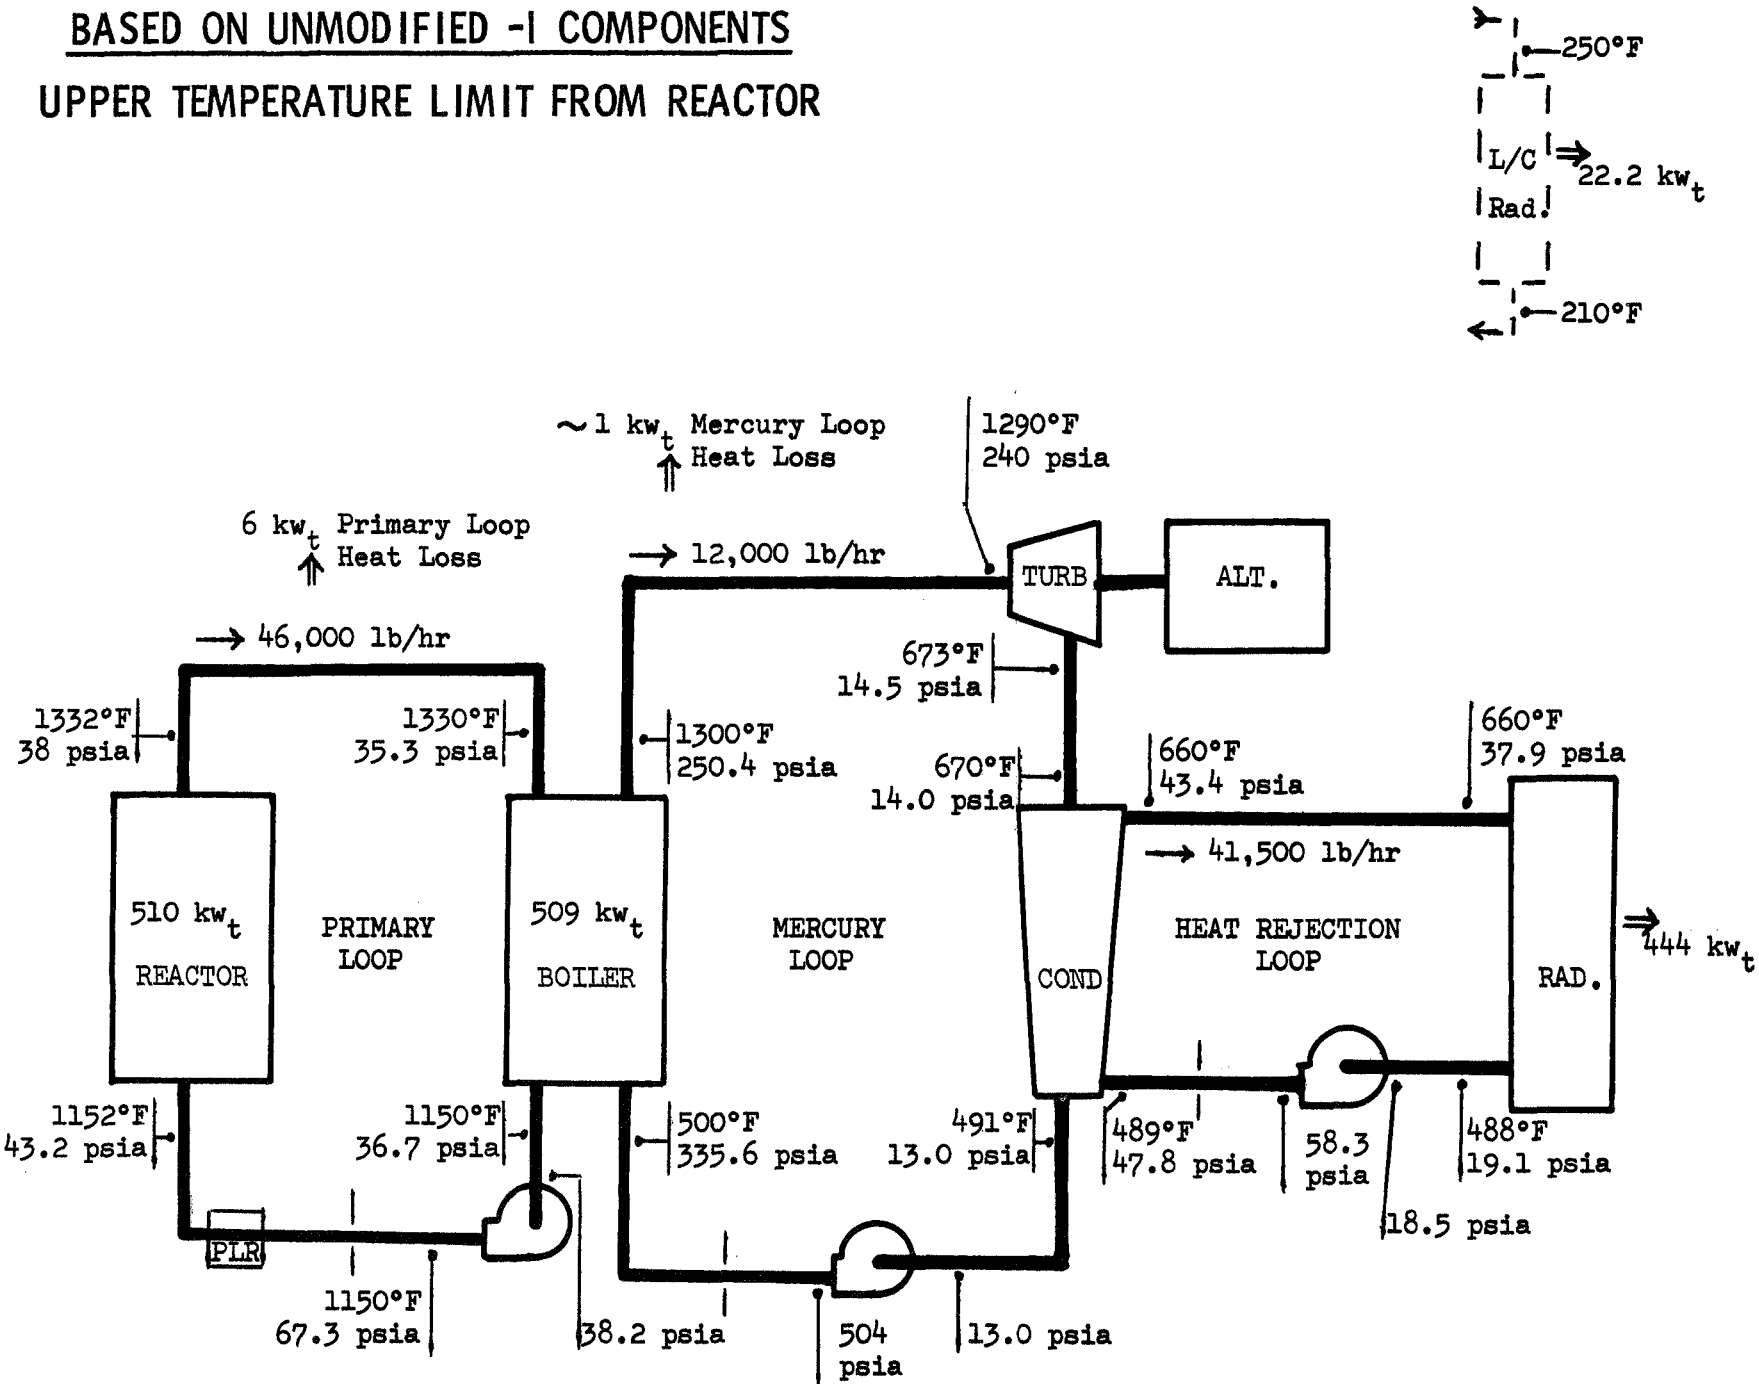 BASED ON UNMODIFIED -1 COMPONENTS
UPPER TEMPERATURE LIMIT FROM REACTOR
250°F
L/C
Rad.
22.2 kwt
210°F
~ 1 kwt Mercury Loop
Heat Loss
1290°F
240 psia
6 kwt Primary Loop
Heat Loss
12,000 lb/hr
TURB
ALT.
46,000 lb/hr
673°F
14.5 psia
1332°F
38 psia
1330°F
35.3 psia
1300°F
250.4 psia
670°F
14.0 psia
660°F
43.4 psia
660°F
37.9 psia
41,500 lb/hr
510 kwt
REACTOR
PRIMARY
LOOP
509 kwt
BOILER
MERCURY
LOOP
COND
HEAT REJECTION
LOOP
RAD.
444 kwt
1152°F
43.2 psia
1150°F
36.7 psia
500°F
335.6 psia
491°F
13.0 psia
489°F
47.8 psia
58.3
psia
488°F
19.1 psia
18.5 psia
PLR
1150°F
67.3 psia
38.2 psia
504
psia
13.0 psia